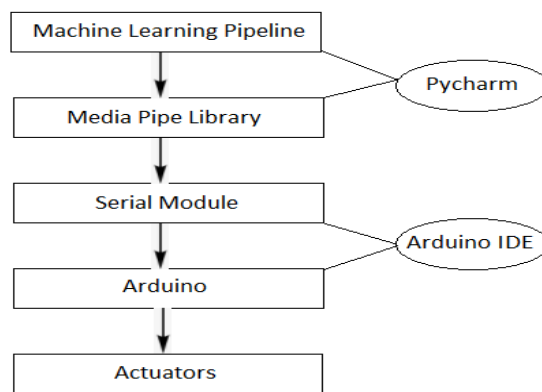 Machine Learning Pipeline
Pycharm
Media Pipe Library
Serial Module
Arduino IDE
Arduino
Actuators